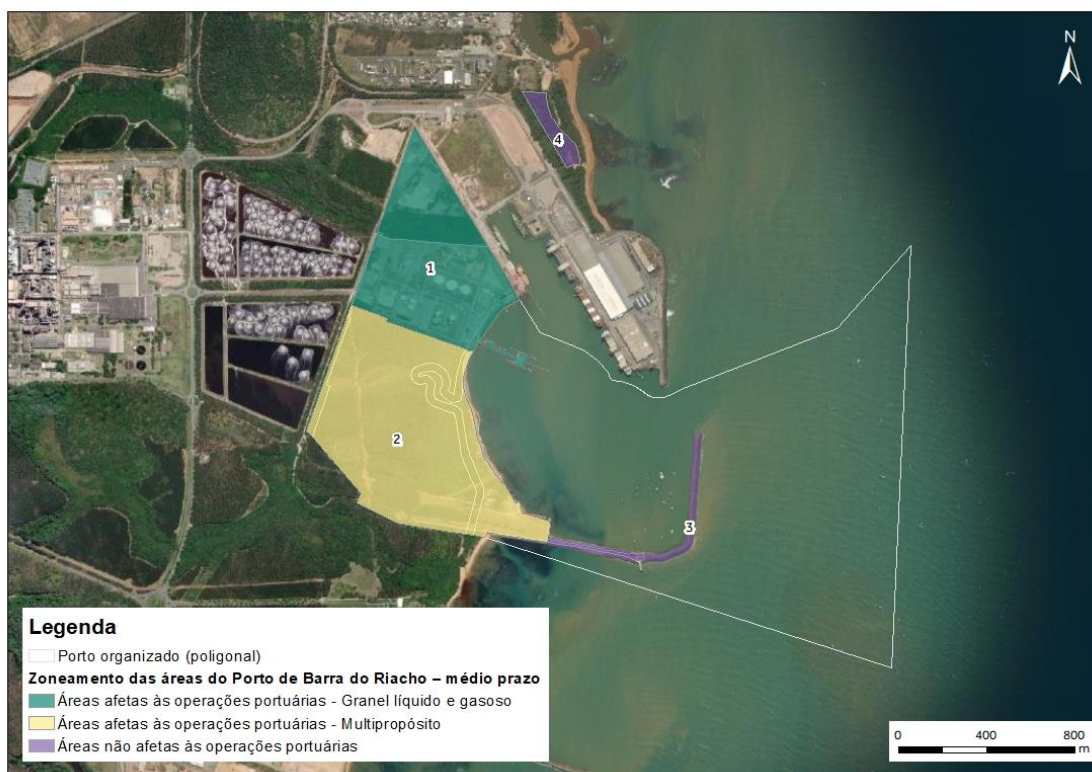 N
4
1
2
3
Legenda
Porto organizado (poligonal)
Zoneamento das áreas do Porto de Barra do Riacho – médio prazo
Áreas afetas às operações portuárias - Granel líquido e gasoso
Áreas afetas às operações portuárias - Multipropósito
Áreas não afetas às operações portuárias
0 400 800
m